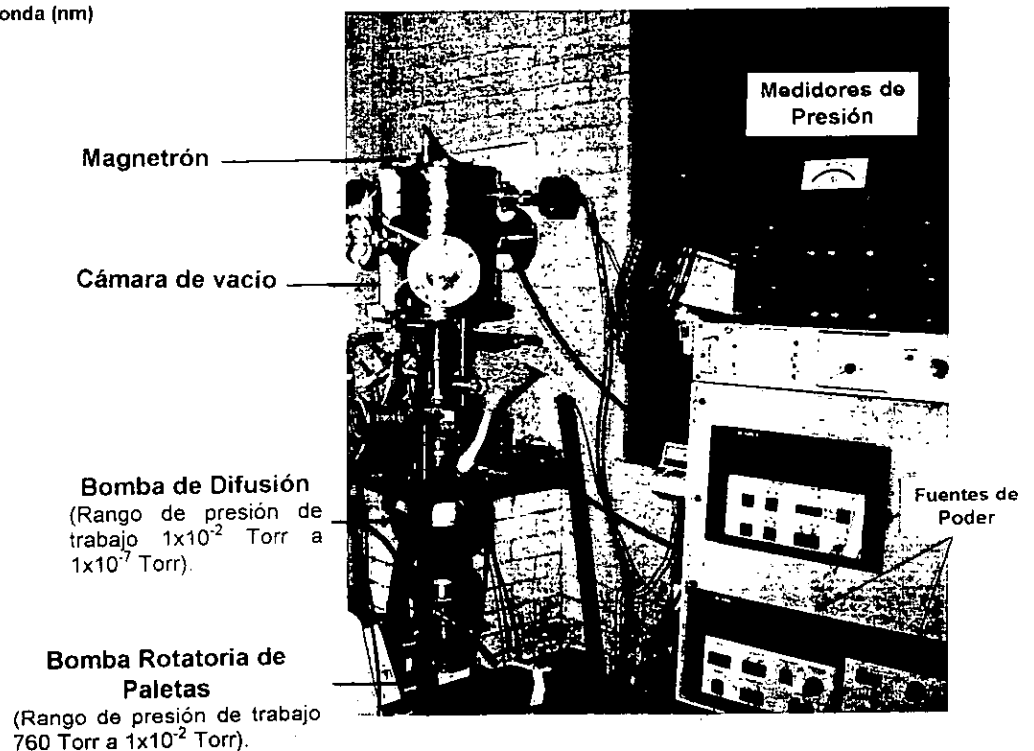 onda (nm)
Medidores de
Presión
Magnetrón
Cámara de vacío
Bomba de Difusión
(Rango de presión de
trabajo 1x10⁻² Torr a
1x10⁻⁷ Torr).
Fuentes de
Poder
Bomba Rotatoria de
Paletas
(Rango de presión de trabajo
760 Torr a 1x10⁻² Torr).